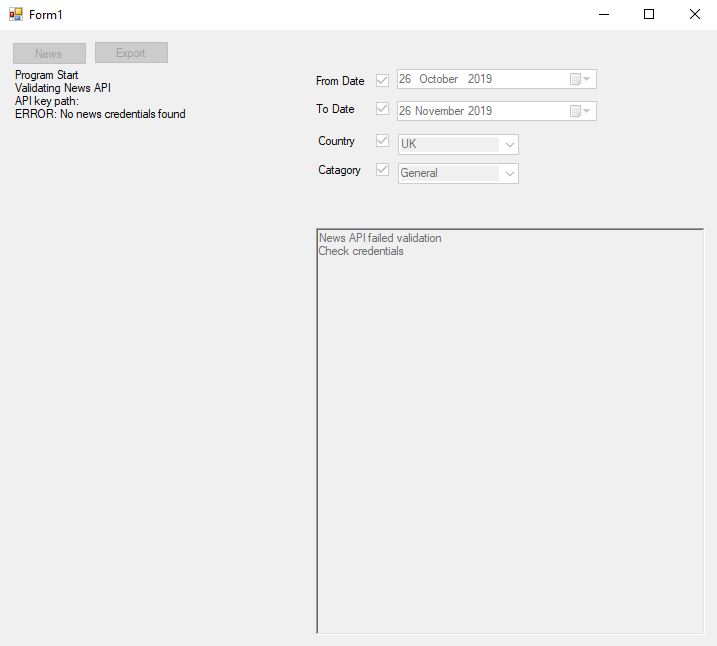 Form1
News
Export
Program Start
Validating News API
API key path:
ERROR: No news credentials found
From Date
26 October 2019
To Date
26 November 2019
Country
UK
Catagory
General
News API failed validation
Check credentials